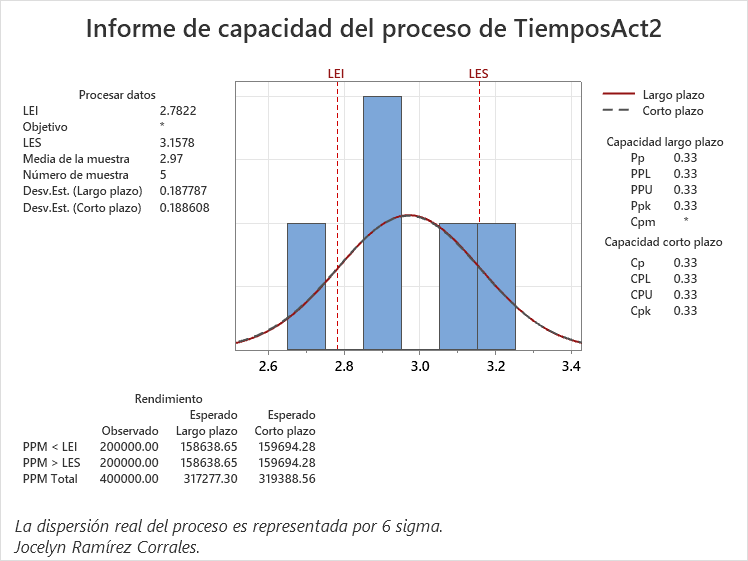 Informe de capacidad del proceso de TiemposAct2
LEI LES
Procesar datos
LEI 2.7822
Objetivo *
LES 3.1578
Media de la muestra 2.97
Número de muestra 5
Desv.Est. (Largo plazo) 0.187787
Desv.Est. (Corto plazo) 0.188608
Largo plazo
Corto plazo
Capacidad largo plazo
Pp 0.33
PPL 0.33
PPU 0.33
Ppk 0.33
Cpm *
Capacidad corto plazo
Cp 0.33
CPL 0.33
CPU 0.33
Cpk 0.33
2.6 2.8 3.0 3.2 3.4
Rendimiento
Esperado Esperado
Observado Largo plazo Corto plazo
PPM < LEI 200000.00 158638.65 159694.28
PPM > LES 200000.00 158638.65 159694.28
PPM Total 400000.00 317277.30 319388.56
La dispersión real del proceso es representada por 6 sigma.
Jocelyn Ramírez Corrales.